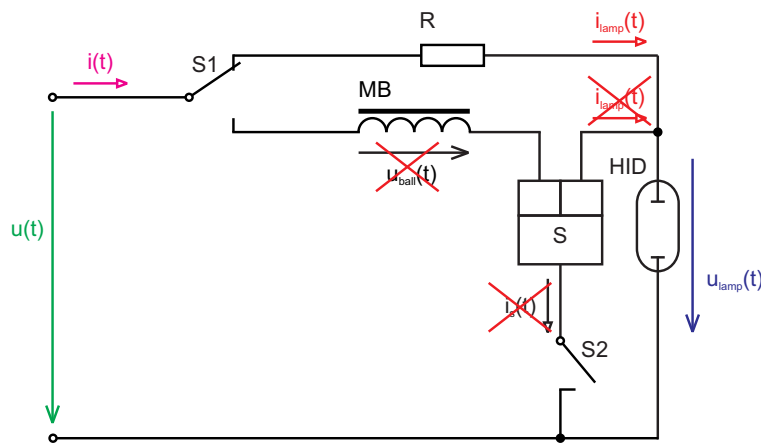 R
i_lamp(t)
i(t)
S1
MB
i_lamp(t)
HID
u_ball(t)
u(t)
S
u_lamp(t)
i_s(t)
S2